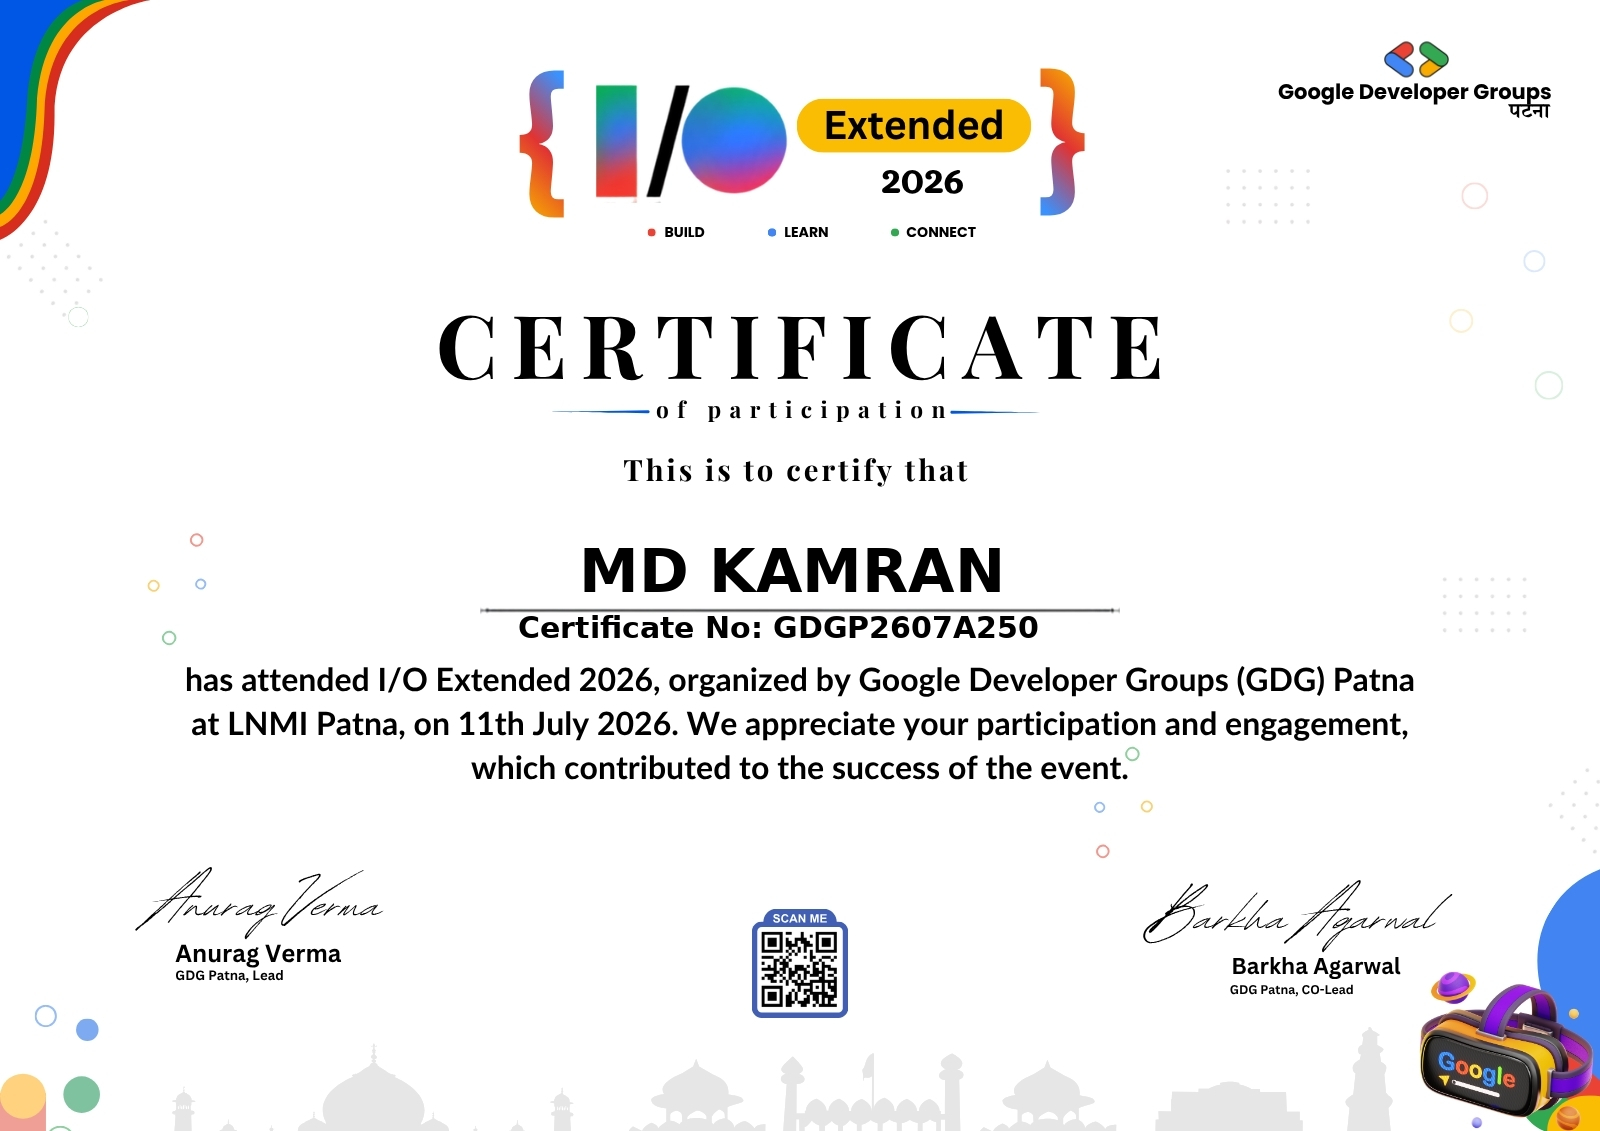 Google Developer Groups
पटना
{ I/O Extended }
2026
BUILD LEARN CONNECT
CERTIFICATE
of participation
This is to certify that
MD KAMRAN
Certificate No: GDGP2607A250
has attended I/O Extended 2026, organized by Google Developer Groups (GDG) Patna
at LNMI Patna, on 11th July 2026. We appreciate your participation and engagement,
which contributed to the success of the event.
Anurag Verma
Anurag Verma
GDG Patna, Lead
SCAN ME
Barkha Agarwal
Barkha Agarwal
GDG Patna, CO-Lead
Google